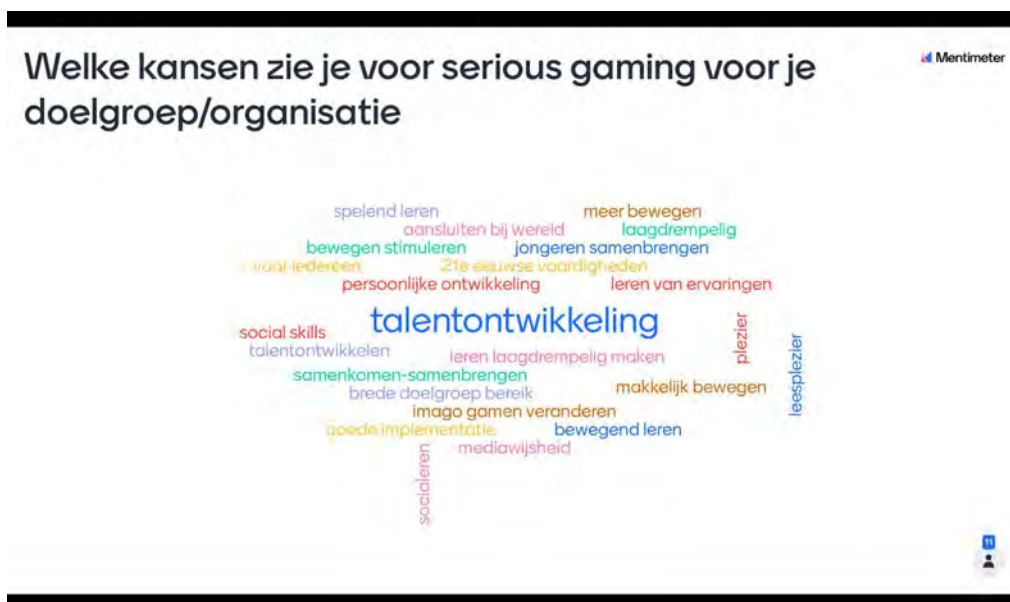 Welke kansen zie je voor serious gaming voor je
doelgroep/organisatie
Mentimeter
spelend leren
meer bewegen
aansluiten bij wereld
laagdrempelig
bewegen stimuleren
jongeren samenbrengen
voor iedereen
21e eeuwse vaardigheden
persoonlijke ontwikkeling
leren van ervaringen
talentontwikkeling
social skills
plezier
leesplezier
talentontwikkelen
leren laagdrempelig maken
samenkomen-samenbrengen
brede doelgroep bereik
makkelijk bewegen
imago gamen veranderen
goede implementatie
bewegend leren
mediawijsheid
socialeren
11